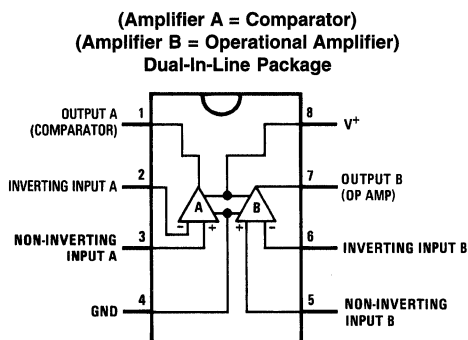 (Amplifier A = Comparator)
(Amplifier B = Operational Amplifier)
Dual-In-Line Package
OUTPUT A
(COMPARATOR)
1
8
V+
INVERTING INPUT A
2
7
OUTPUT B
(OP AMP)
A
B
- + + -
NON-INVERTING
INPUT A
3
6
INVERTING INPUT B
GND
4
5
NON-INVERTING
INPUT B